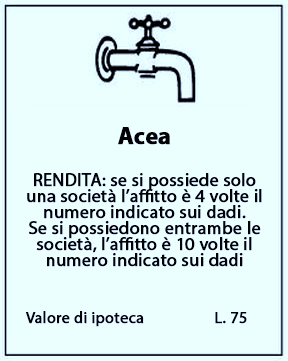 Acea
RENDITA: se si possiede solo
una società l'affitto è 4 volte il
numero indicato sui dadi.
Se si possiedono entrambe le
società, l'affitto è 10 volte il
numero indicato sui dadi
Valore di ipoteca L. 75